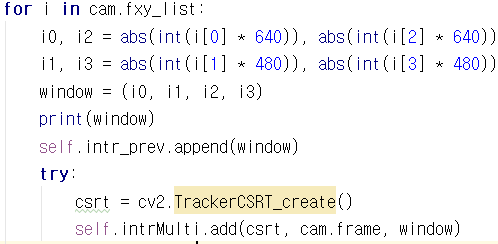 for i in cam.fxy_list:
i0, i2 = abs(int(i[0] * 640)), abs(int(i[2] * 640))
i1, i3 = abs(int(i[1] * 480)), abs(int(i[3] * 480))
window = (i0, i1, i2, i3)
print(window)
self.intr_prev.append(window)
try:
csrt = cv2.TrackerCSRT_create()
self.intrMulti.add(csrt, cam.frame, window)